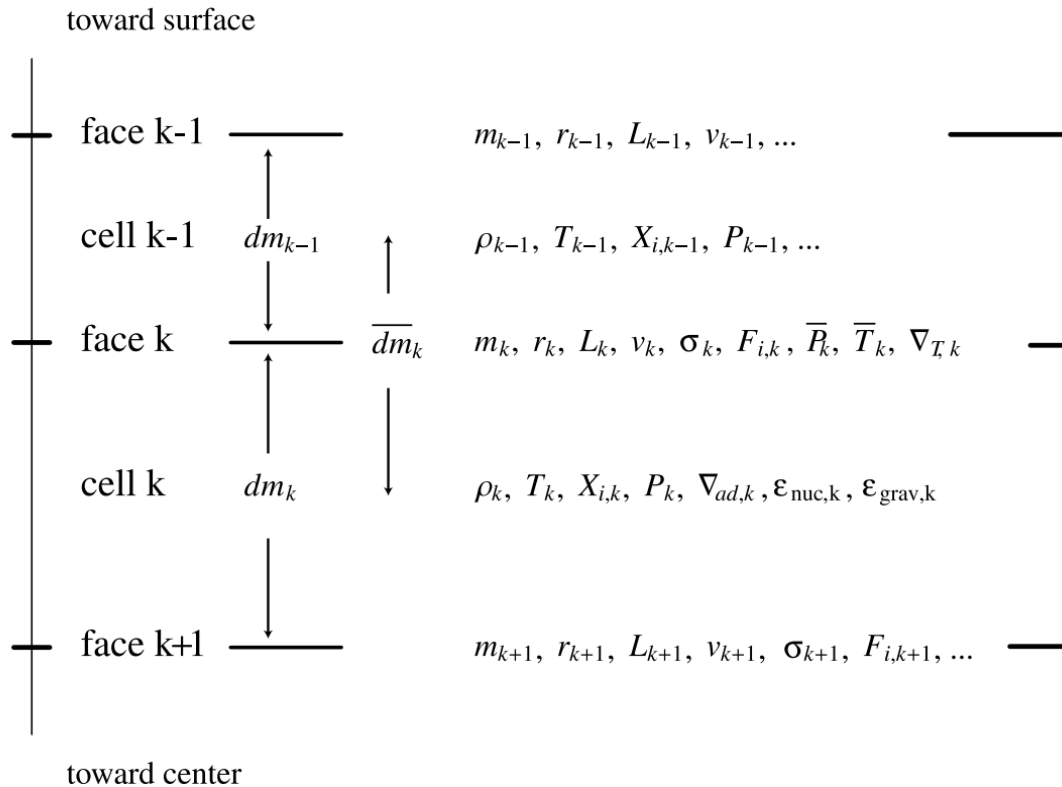 toward surface
face k-1 m_{k−1}, r_{k−1}, L_{k−1}, v_{k−1}, ...
cell k-1 dm_{k−1} ρ_{k−1}, T_{k−1}, X_{i,k−1}, P_{k−1}, ...
face k \overline{dm}_k m_k, r_k, L_k, v_k, σ_k, F_{i,k}, \overline{P}_k, \overline{T}_k, ∇_{T,k}
cell k dm_k ρ_k, T_k, X_{i,k}, P_k, ∇_{ad,k}, ε_{nuc,k}, ε_{grav,k}
face k+1 m_{k+1}, r_{k+1}, L_{k+1}, v_{k+1}, σ_{k+1}, F_{i,k+1}, ...
toward center